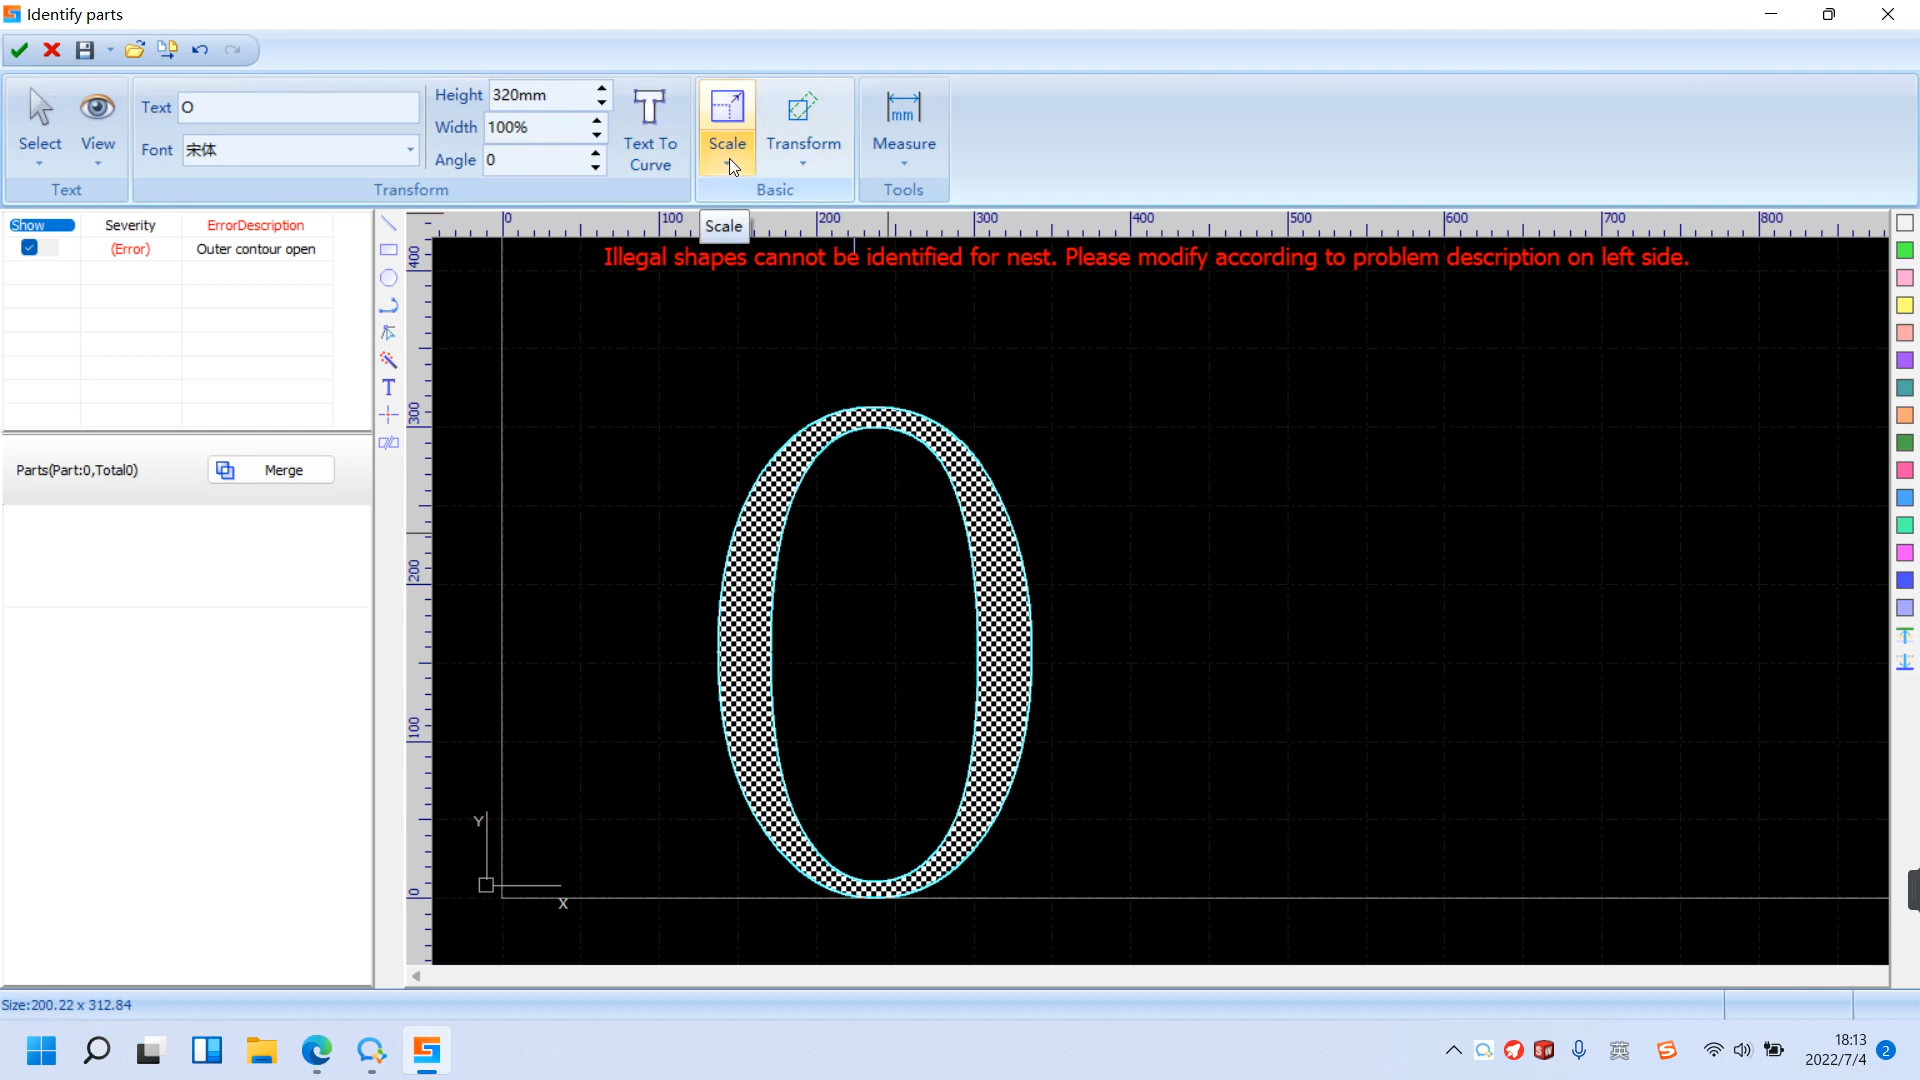 Identify parts
Text O
Font 宋体
Height 320mm
Width 100%
Angle 0
Select
View
Text To
Curve
Scale
Transform
Measure
mm
Text
Transform
Basic
Tools
Show Severity ErrorDescription
(Error) Outer contour open
Scale
0 100 200 300 400 500 600 700 800
Illegal shapes cannot be identified for nest. Please modify according to problem description on left side.
400
300
200
100
0
Parts(Part:0,Total0)
Merge
T
O
Y
X
Size:200.22 x 312.84
SW
英
S
18:13
2022/7/4
2